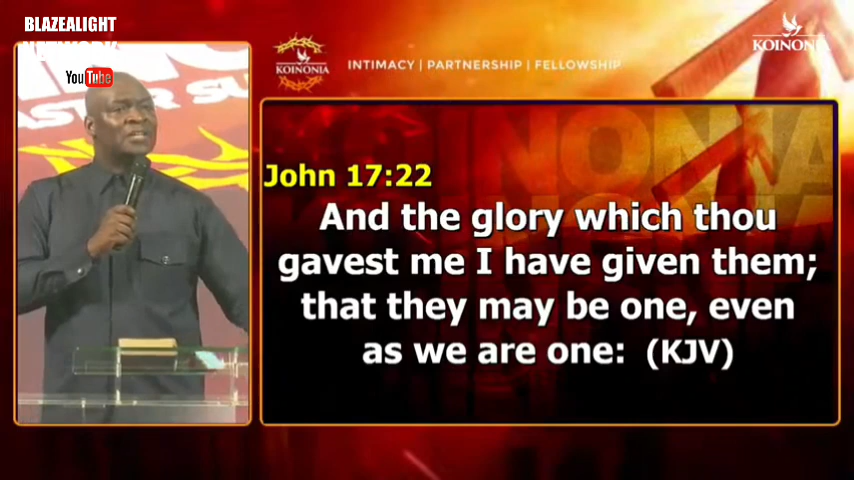 BLAZEALIGHT
NETWORK
YouTube
KOINONIA
INTIMACY | PARTNERSHIP | FELLOWSHIP
KOINONIA
John 17:22
And the glory which thou
gavest me I have given them;
that they may be one, even
as we are one: (KJV)